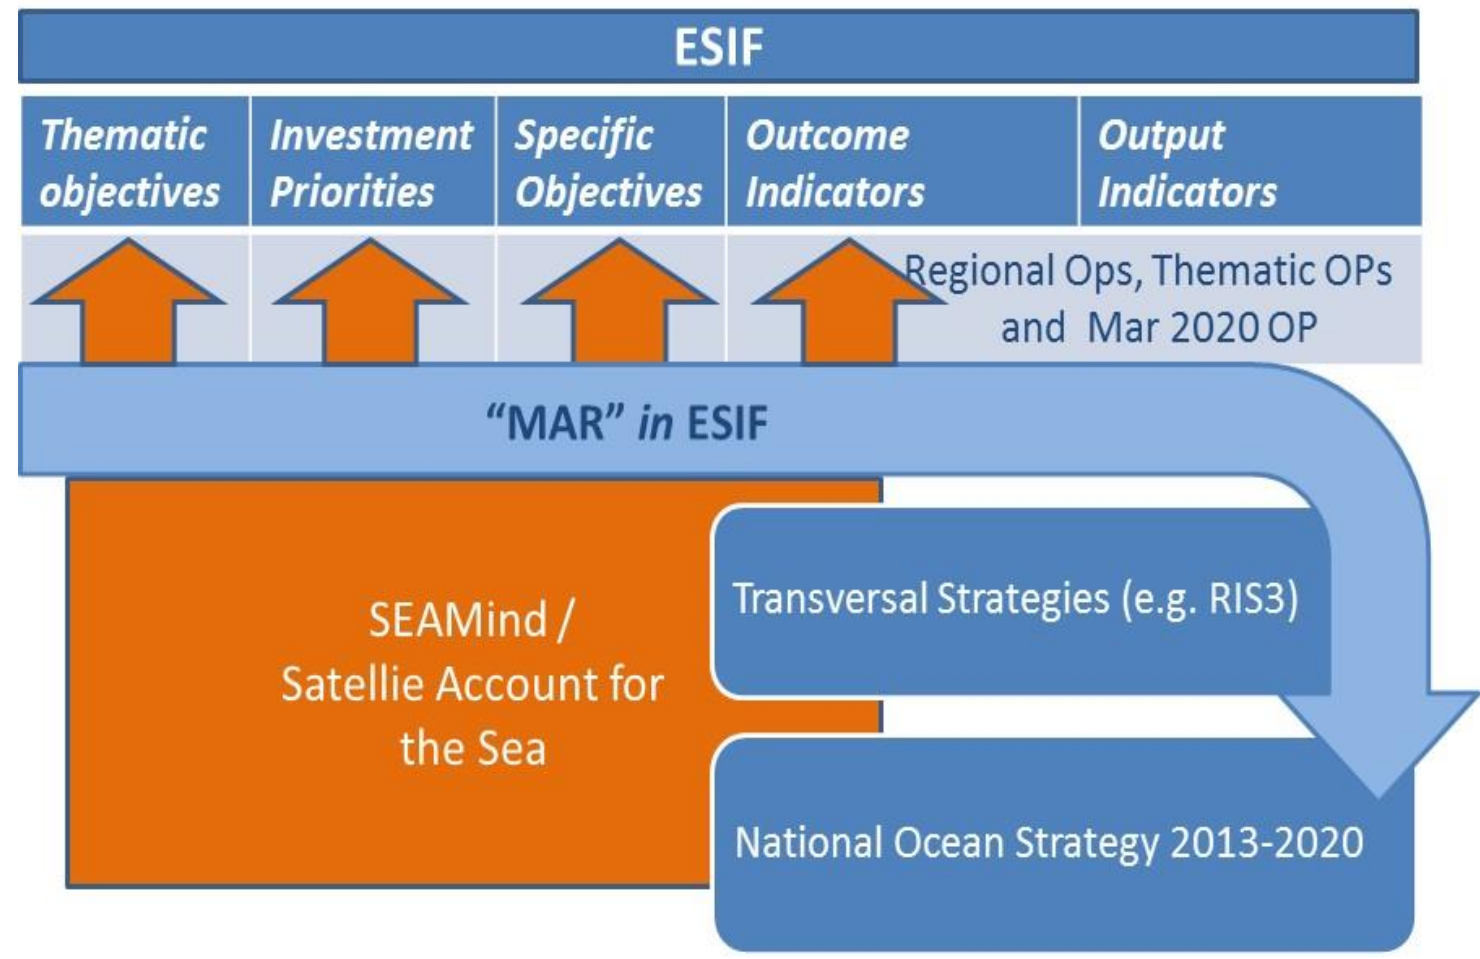 ESIF
Thematic
objectives
Investment
Priorities
Specific
Objectives
Outcome
Indicators
Output
Indicators
Regional Ops, Thematic OPs
and Mar 2020 OP
“MAR” in ESIF
SEAMind /
Satellie Account for
the Sea
Transversal Strategies (e.g. RIS3)
National Ocean Strategy 2013-2020